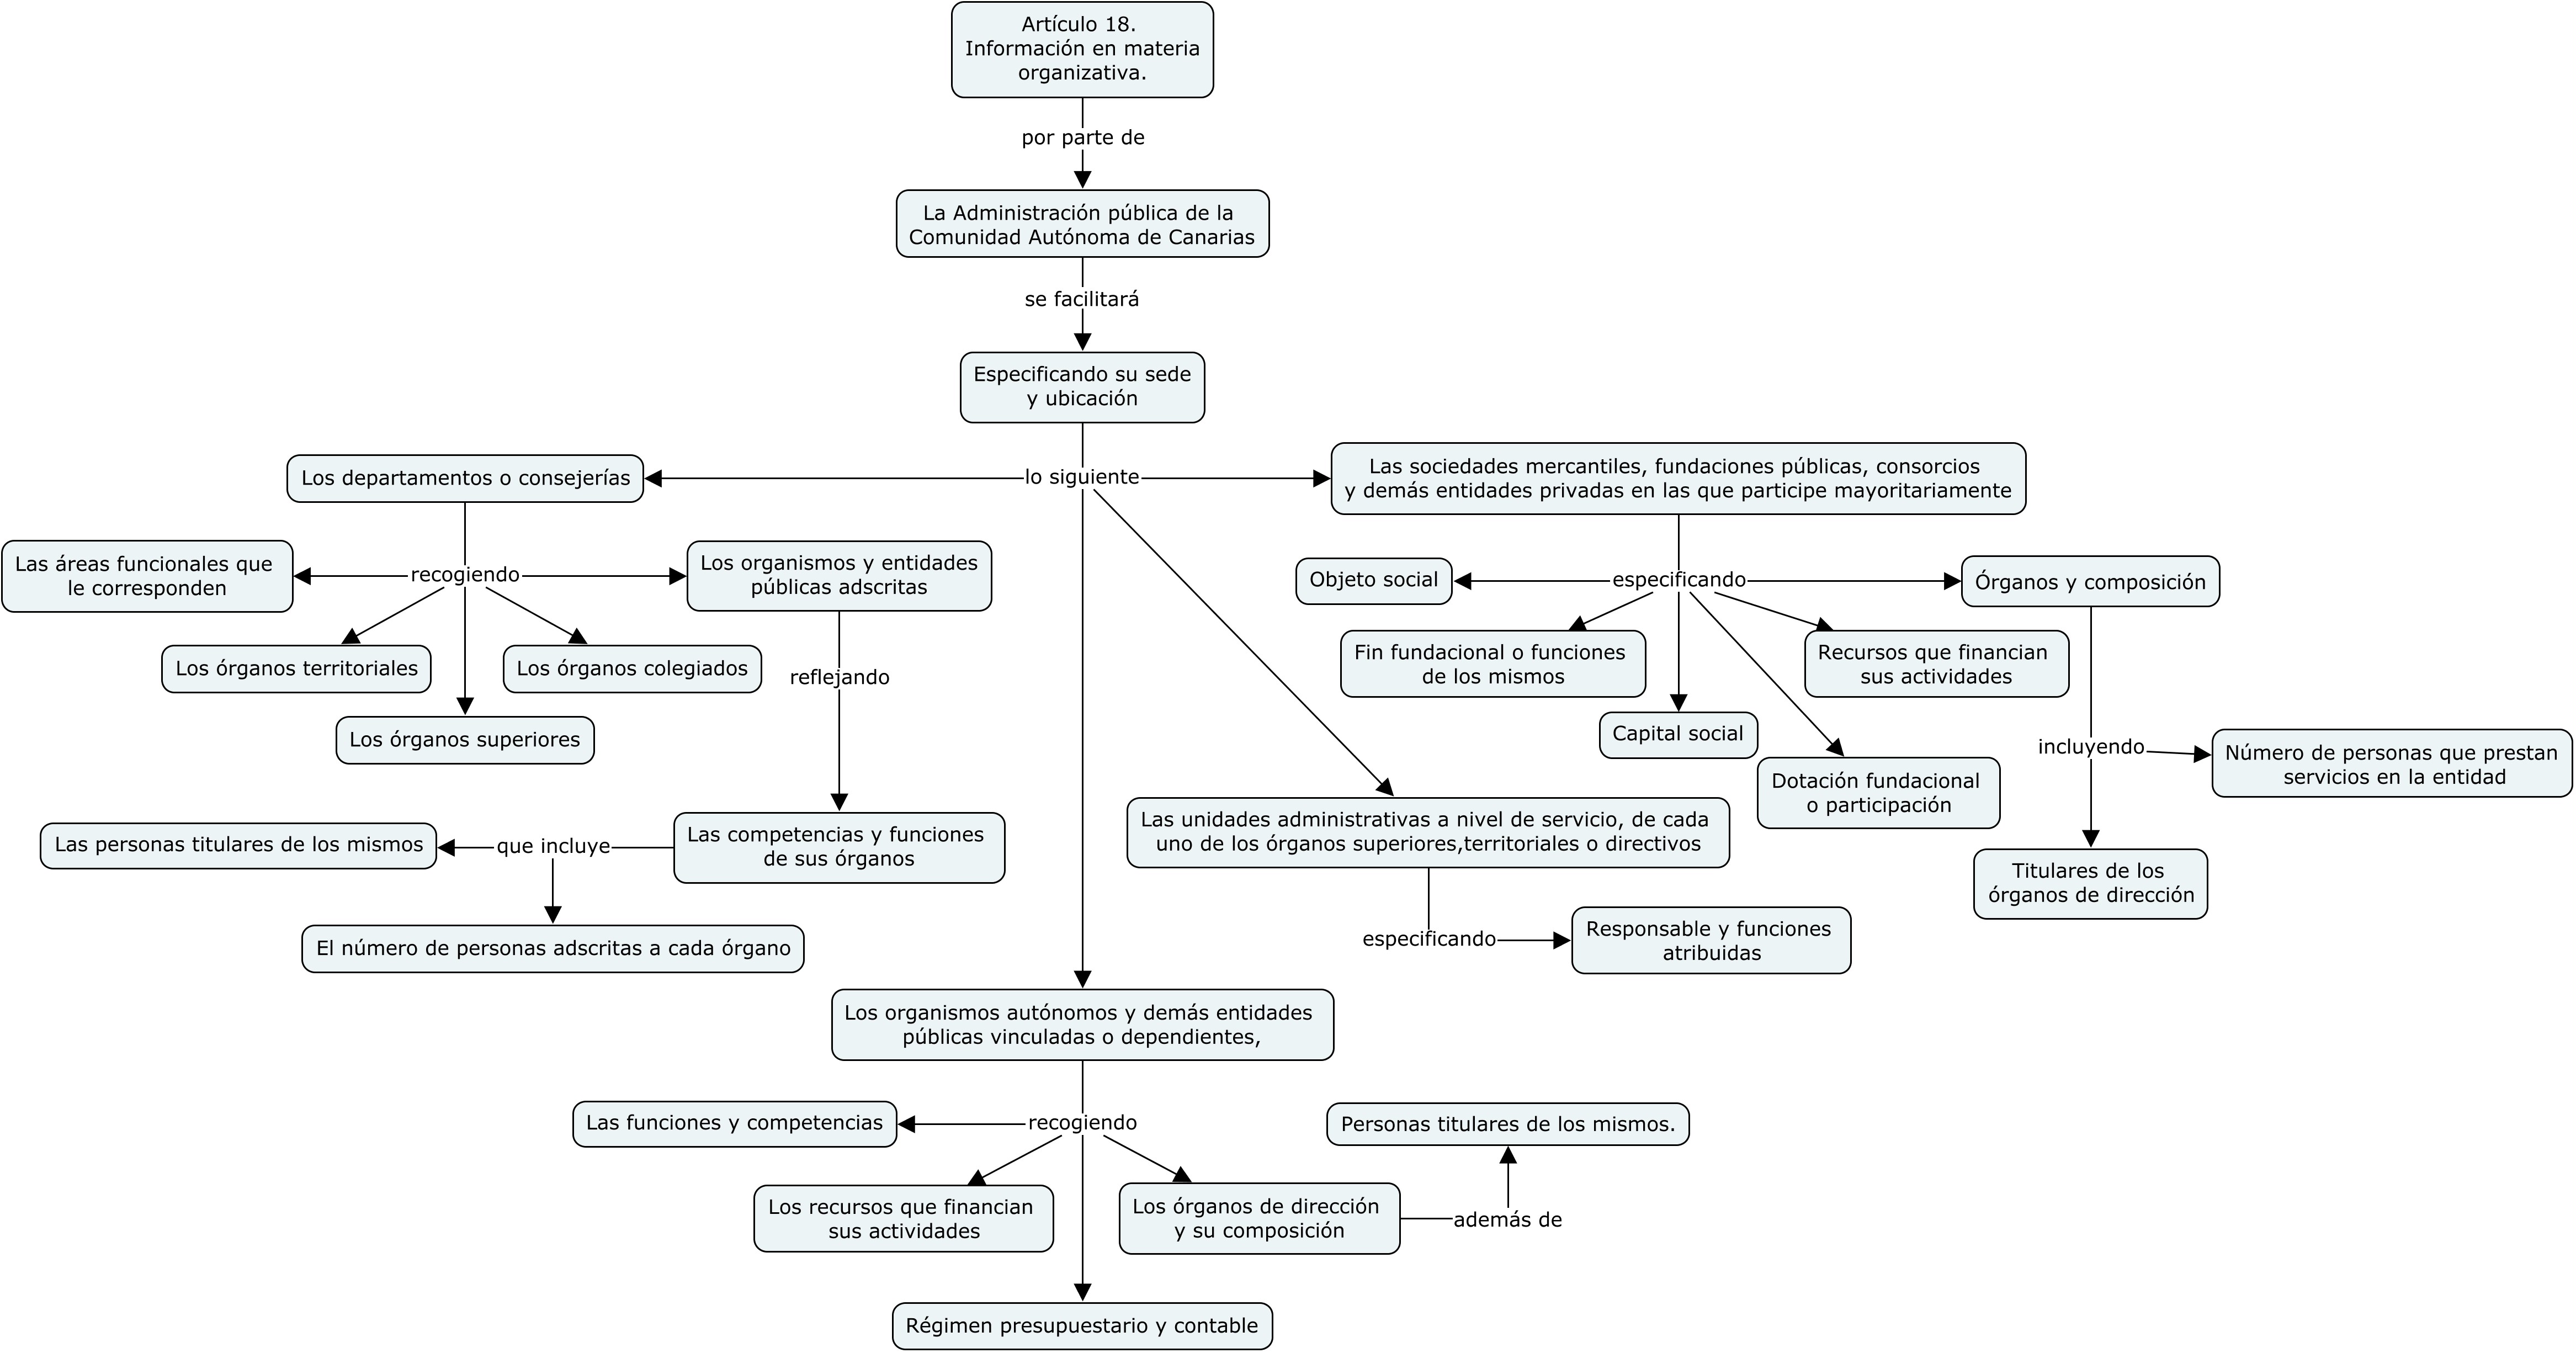 Artículo 18.
Información en materia
organizativa.
por parte de
La Administración pública de la
Comunidad Autónoma de Canarias
se facilitará
Especificando su sede
y ubicación
lo siguiente
Los departamentos o consejerías
Las sociedades mercantiles, fundaciones públicas, consorcios
y demás entidades privadas en las que participe mayoritariamente
recogiendo
Las áreas funcionales que
le corresponden
Los órganos territoriales
Los órganos superiores
Los órganos colegiados
Los organismos y entidades
públicas adscritas
reflejando
Las competencias y funciones
de sus órganos
que incluye
Las personas titulares de los mismos
El número de personas adscritas a cada órgano
especificando
Objeto social
Fin fundacional o funciones
de los mismos
Capital social
Dotación fundacional
o participación
Recursos que financian
sus actividades
Órganos y composición
incluyendo
Número de personas que prestan
servicios en la entidad
Titulares de los
órganos de dirección
Las unidades administrativas a nivel de servicio, de cada
uno de los órganos superiores,territoriales o directivos
especificando
Responsable y funciones
atribuidas
Los organismos autónomos y demás entidades
públicas vinculadas o dependientes,
recogiendo
Las funciones y competencias
Los recursos que financian
sus actividades
Régimen presupuestario y contable
Los órganos de dirección
y su composición
además de
Personas titulares de los mismos.